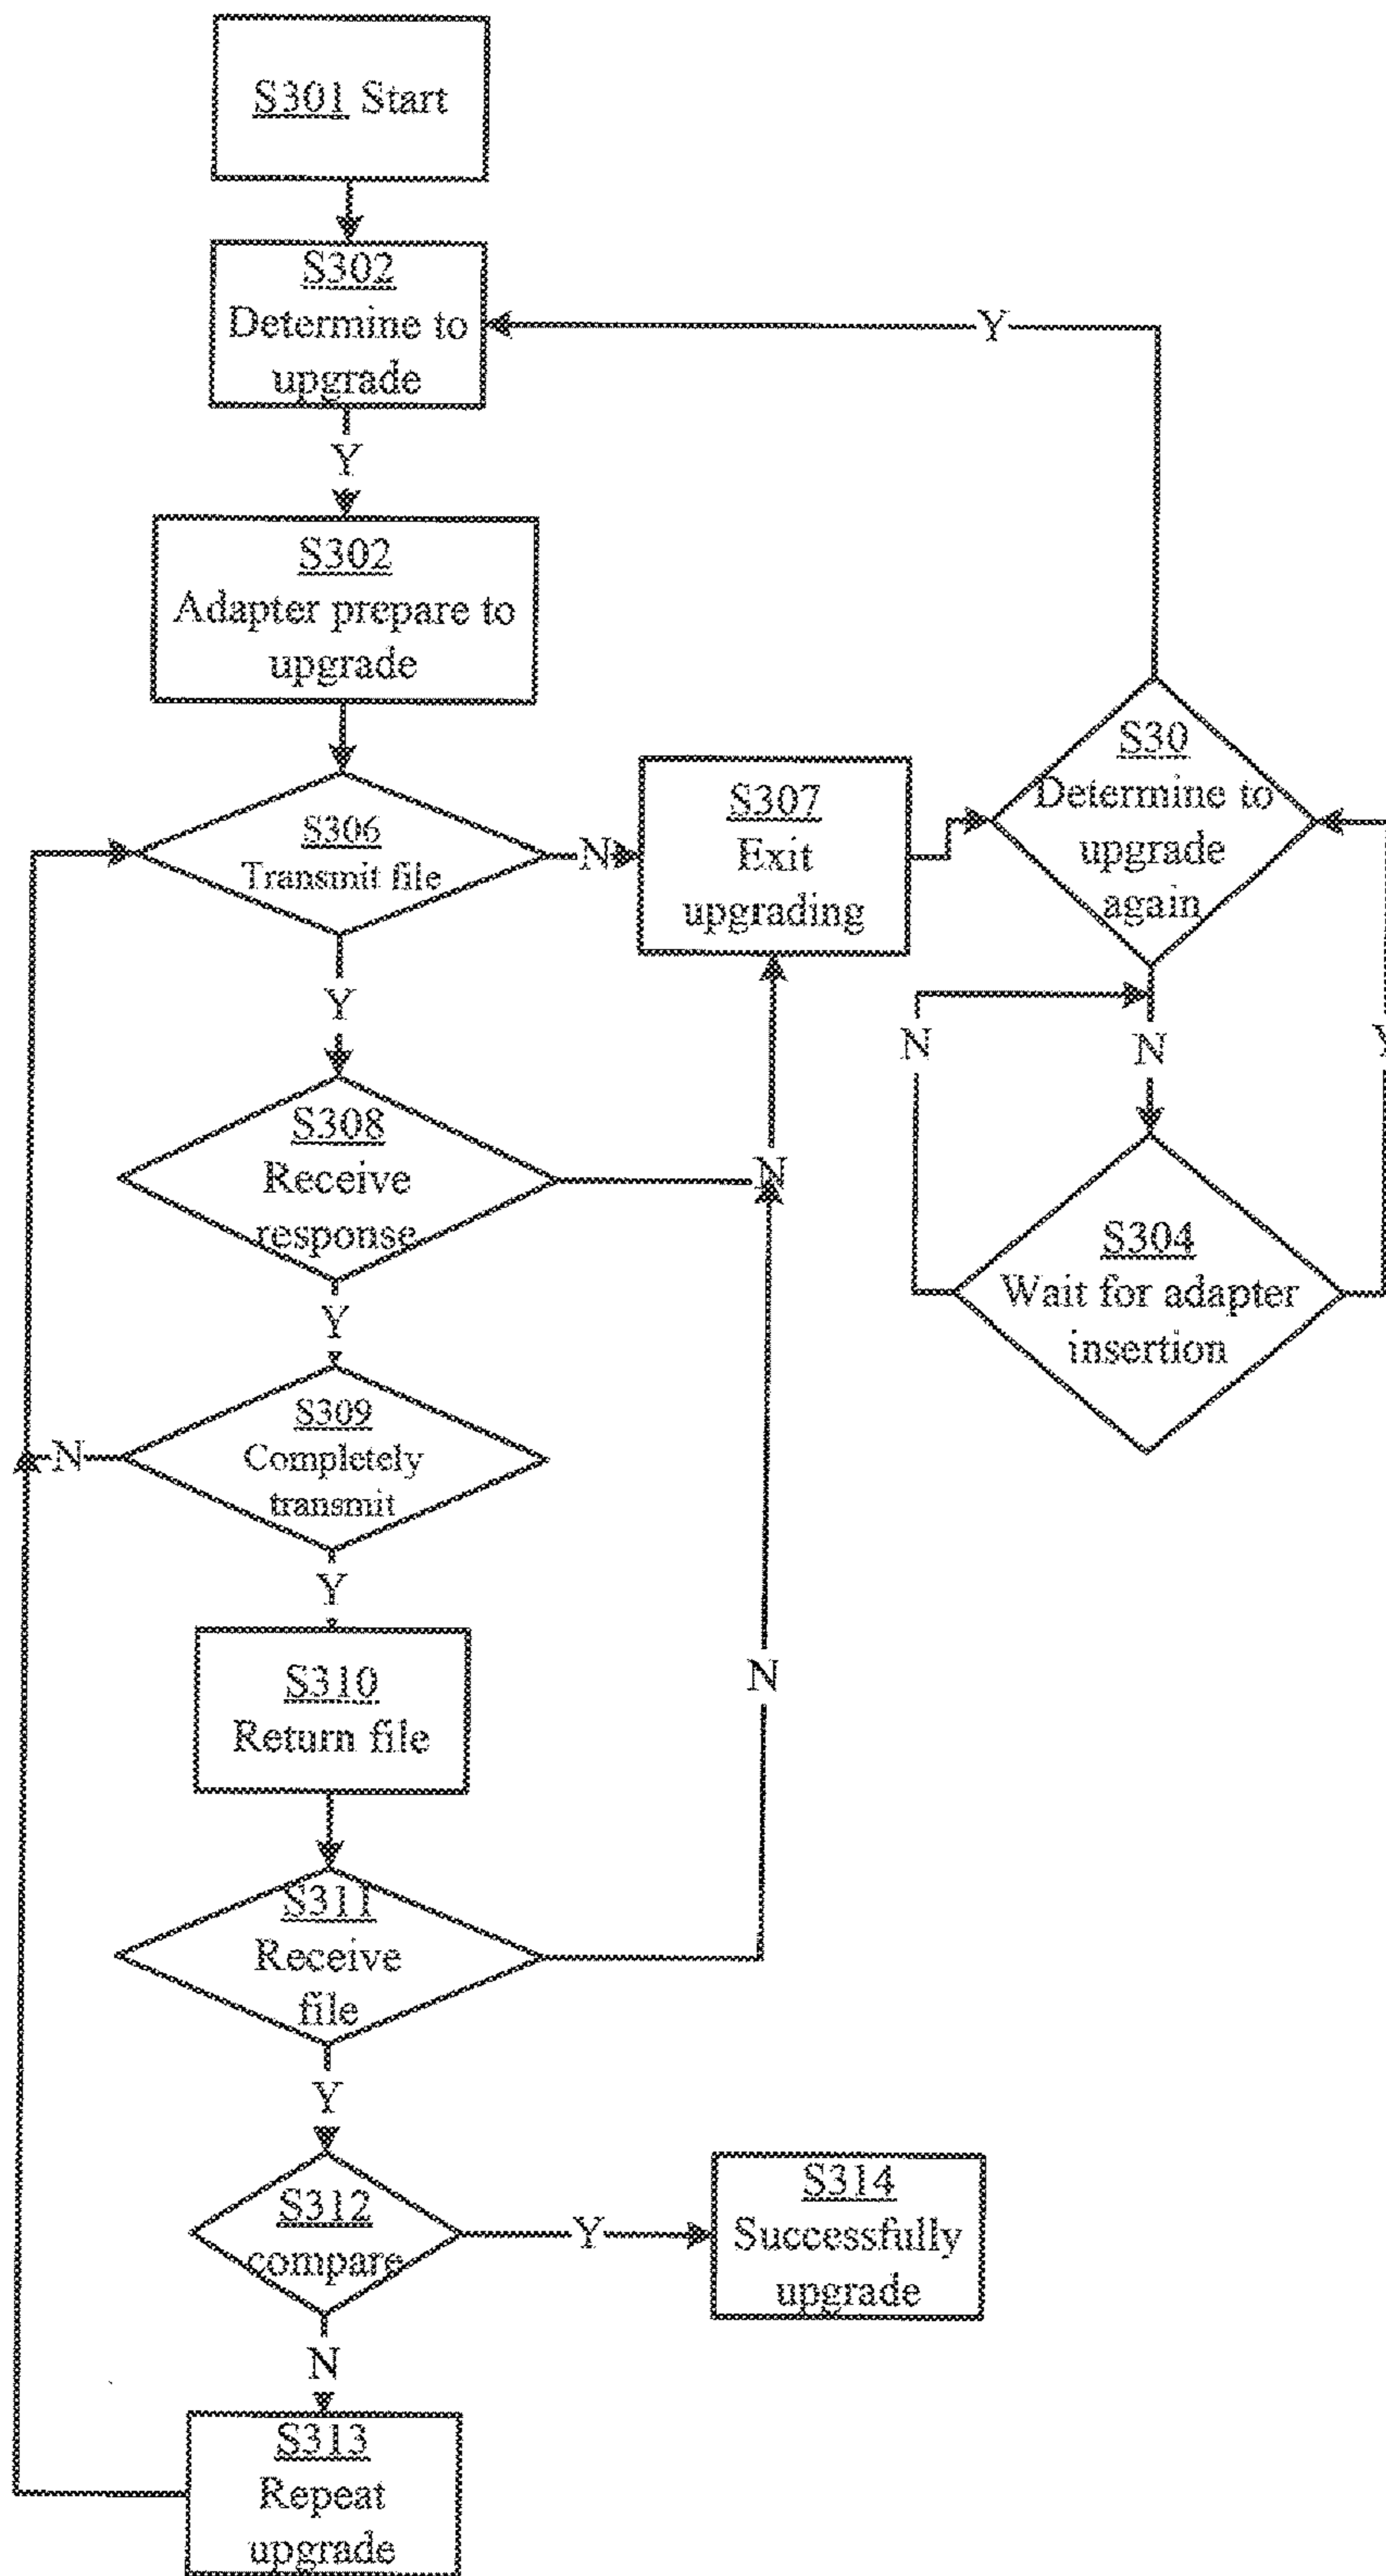 S301 Start
S302
Determine to
upgrade
Y
Y
S302
Adapter prepare to
upgrade
S306
Transmit file
N
S307
Exit
upgrading
S30
Determine to
upgrade
again
Y
N
N
Y
S308
Receive
response
N
S304
Wait for adapter
insertion
Y
S309
Completely
transmit
N
Y
S310
Return file
N
S311
Receive
file
Y
S312
compare
Y
S314
Successfully
upgrade
N
S313
Repeat
upgrade